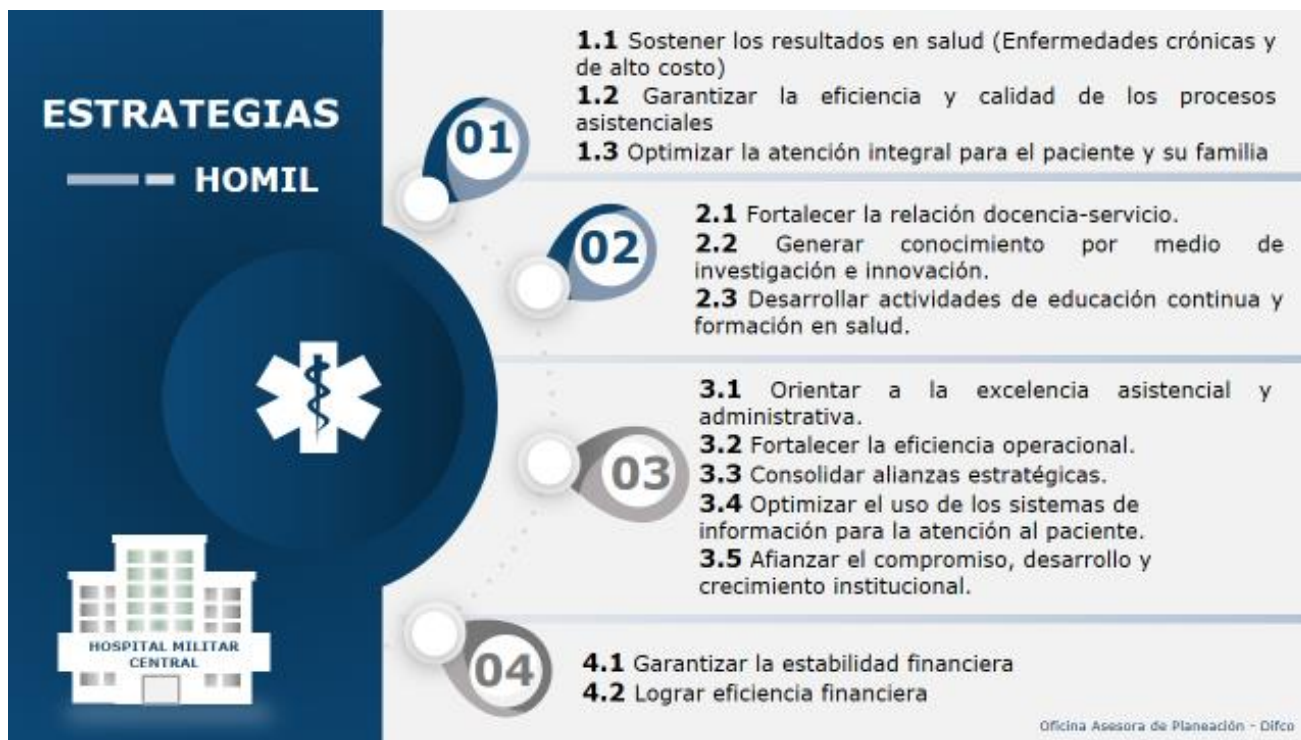 ESTRATEGIAS
HOMIL
01
1.1 Sostener los resultados en salud (Enfermedades crónicas y
de alto costo)
1.2 Garantizar la eficiencia y calidad de los procesos
asistenciales
1.3 Optimizar la atención integral para el paciente y su familia
02
2.1 Fortalecer la relación docencia-servicio.
2.2 Generar conocimiento por medio de
investigación e innovación.
2.3 Desarrollar actividades de educación continua y
formación en salud.
03
3.1 Orientar a la excelencia asistencial y
administrativa.
3.2 Fortalecer la eficiencia operacional.
3.3 Consolidar alianzas estratégicas.
3.4 Optimizar el uso de los sistemas de
información para la atención al paciente.
3.5 Afianzar el compromiso, desarrollo y
crecimiento institucional.
04
4.1 Garantizar la estabilidad financiera
4.2 Lograr eficiencia financiera
HOSPITAL MILITAR
CENTRAL
Oficina Asesora de Planeación - Difco